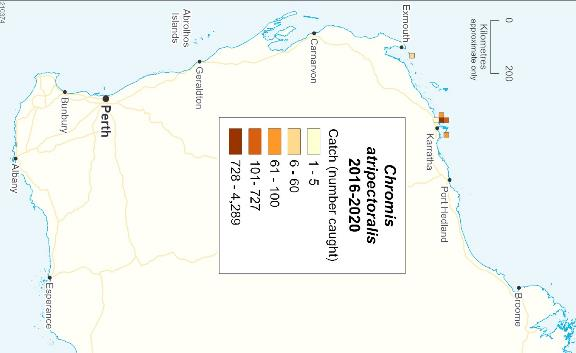 0
200
Kilometres
approximate only
Broome
Port Hedland
Karratha
Exmouth
Carnarvon
Chromis
atripectoralis
2016-2020
Catch (number caught)
1 - 5
6 - 60
61 - 100
101- 727
728 - 4,289
Abrolhos
Islands
Geraldton
Perth
Bunbury
Albany
Esperance
210374